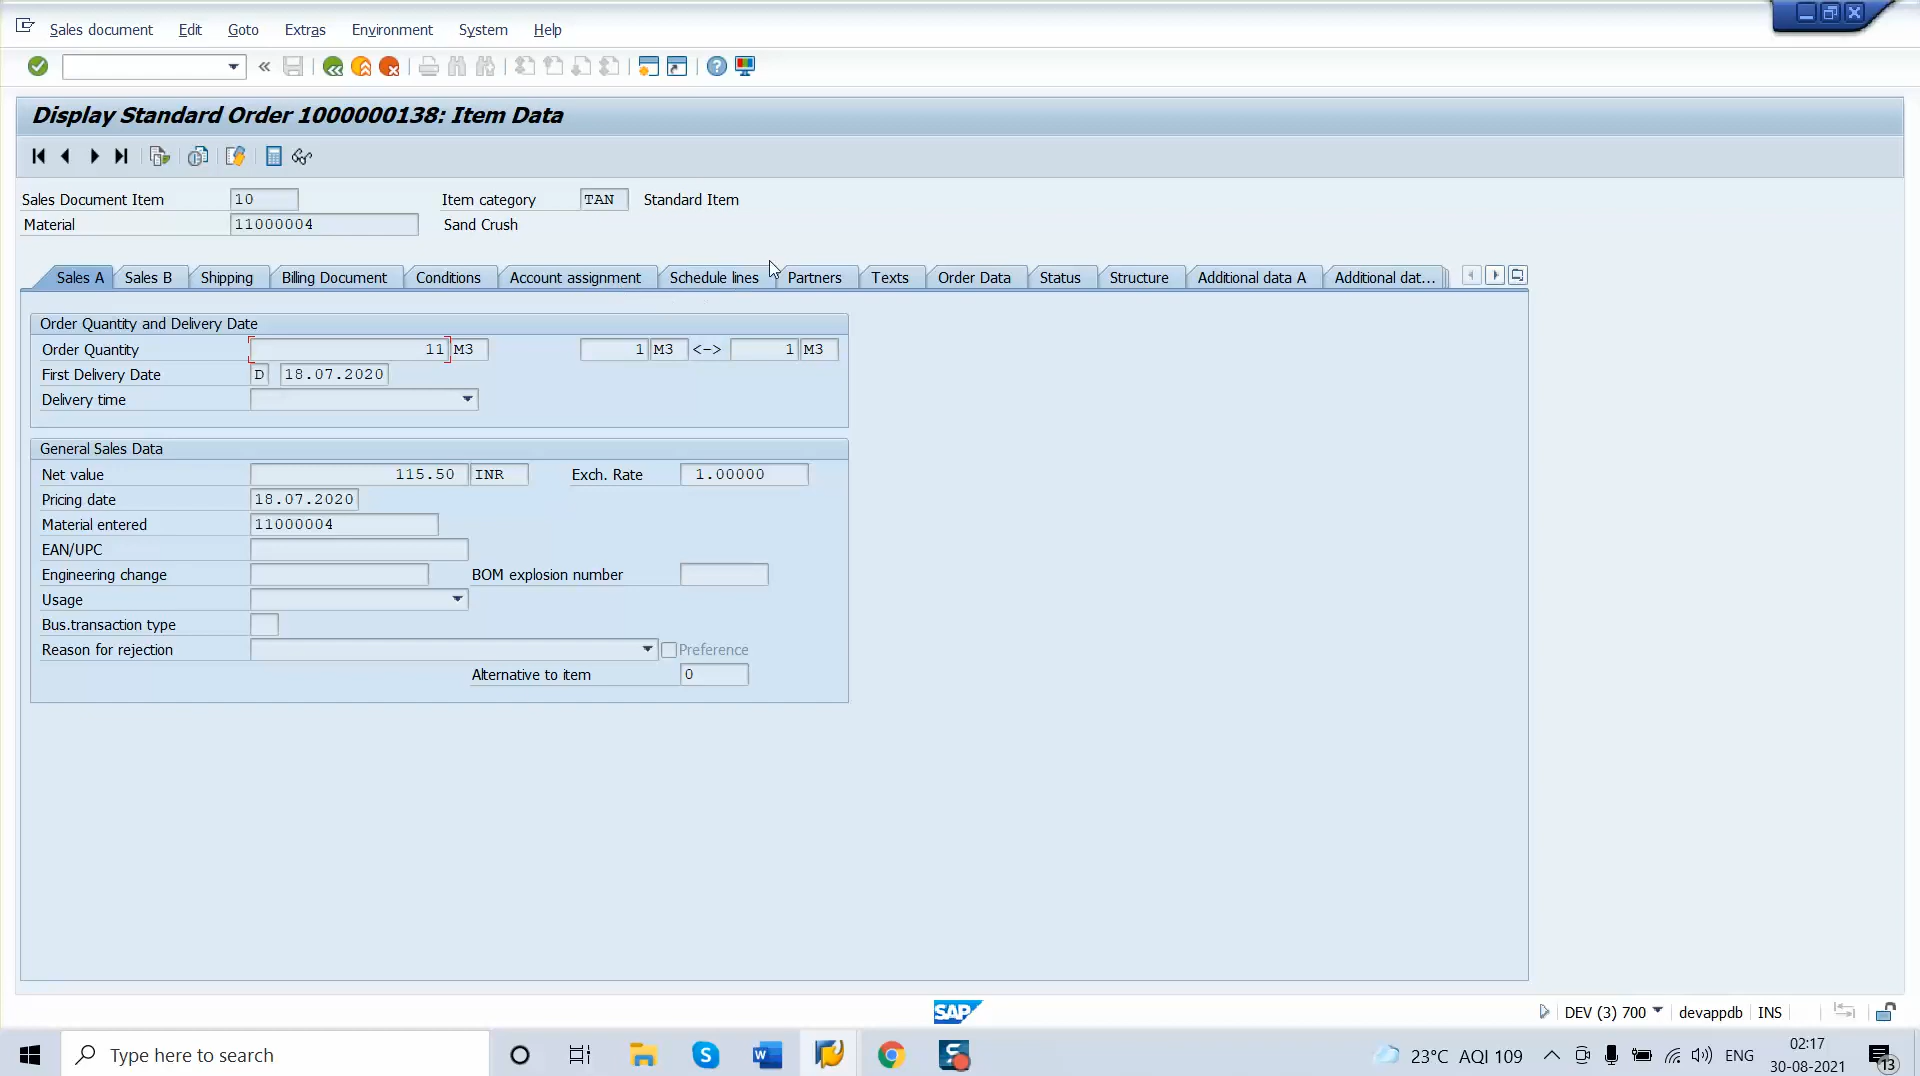 Sales document Edit Goto Extras Environment System Help
Display Standard Order 1000000138: Item Data
Sales Document Item 10 Item category TAN Standard Item
Material 11000004 Sand Crush
Sales A Sales B Shipping Billing Document Conditions Account assignment Schedule lines Partners Texts Order Data Status Structure Additional data A Additional dat...
Order Quantity and Delivery Date
Order Quantity 11 M3 1 M3 <-> 1 M3
First Delivery Date D 18.07.2020
Delivery time
General Sales Data
Net value 115.50 INR Exch. Rate 1.00000
Pricing date 18.07.2020
Material entered 11000004
EAN/UPC
Engineering change BOM explosion number
Usage
Bus.transaction type
Reason for rejection Preference
Alternative to item 0
SAP DEV (3) 700 devappdb INS
Type here to search 23°C AQI 109 ENG 02:17
30-08-2021 13